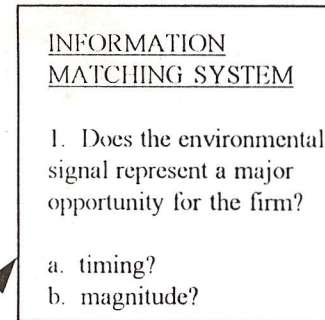 INFORMATION
MATCHING SYSTEM
1. Does the environmental
signal represent a major
opportunity for the firm?
a. timing?
b. magnitude?